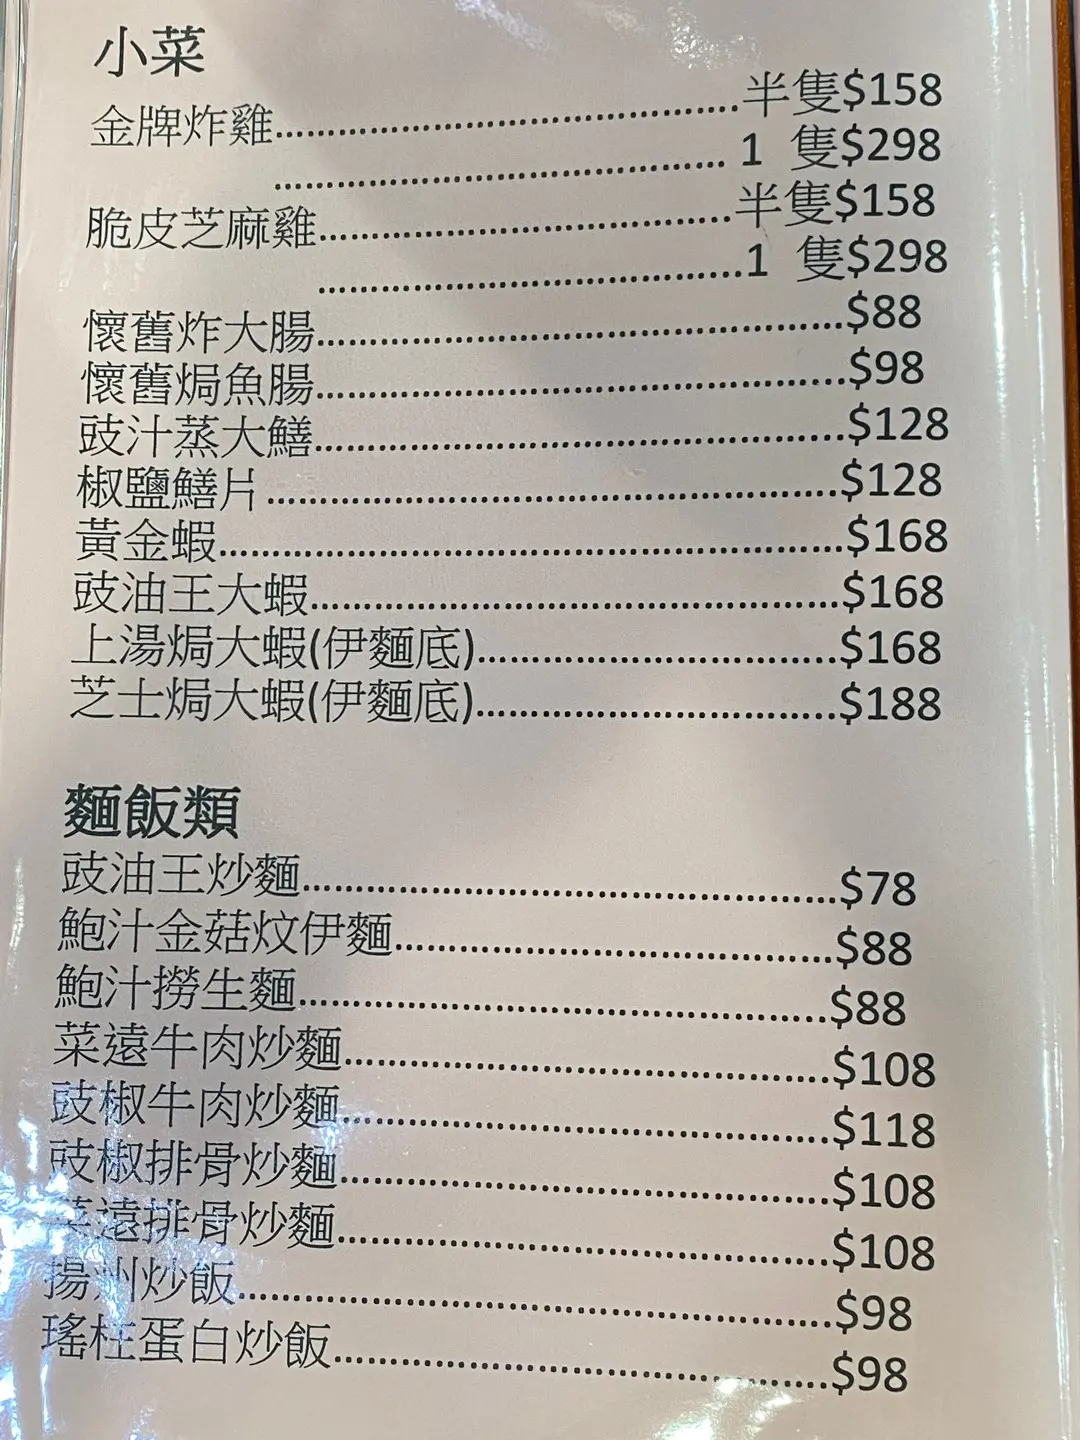 小菜
金牌炸雞........................................半隻$158
........................................ 1 隻$298
脆皮芝麻雞........................................半隻$158
........................................1 隻$298
懷舊炸大腸........................................$88
懷舊焗魚腸........................................$98
豉汁蒸大鱔........................................$128
椒鹽鱔片........................................$128
黃金蝦........................................$168
豉油王大蝦........................................$168
上湯焗大蝦(伊麵底)........................................$168
芝士焗大蝦(伊麵底)........................................$188
麵飯類
豉油王炒麵........................................$78
鮑汁金菇炆伊麵........................................$88
鮑汁撈生麵........................................$88
菜遠牛肉炒麵........................................$108
豉椒牛肉炒麵........................................$118
豉椒排骨炒麵........................................$108
菜遠排骨炒麵........................................$108
揚州炒飯........................................$98
瑤柱蛋白炒飯........................................$98